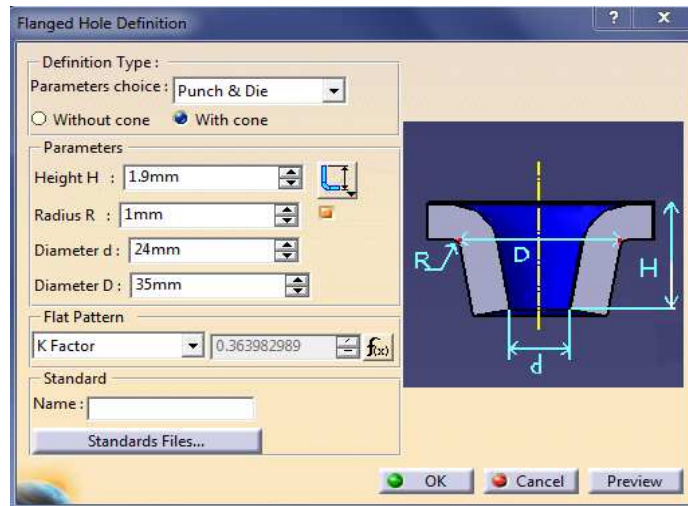 Flanged Hole Definition
? X
Definition Type :
Parameters choice : Punch & Die
Without cone With cone
Parameters
Height H : 1.9mm
Radius R : 1mm
Diameter d : 24mm
Diameter D : 35mm
Flat Pattern
K Factor 0.363982989 f(x)
Standard
Name :
Standards Files...
R D H
d
OK Cancel Preview